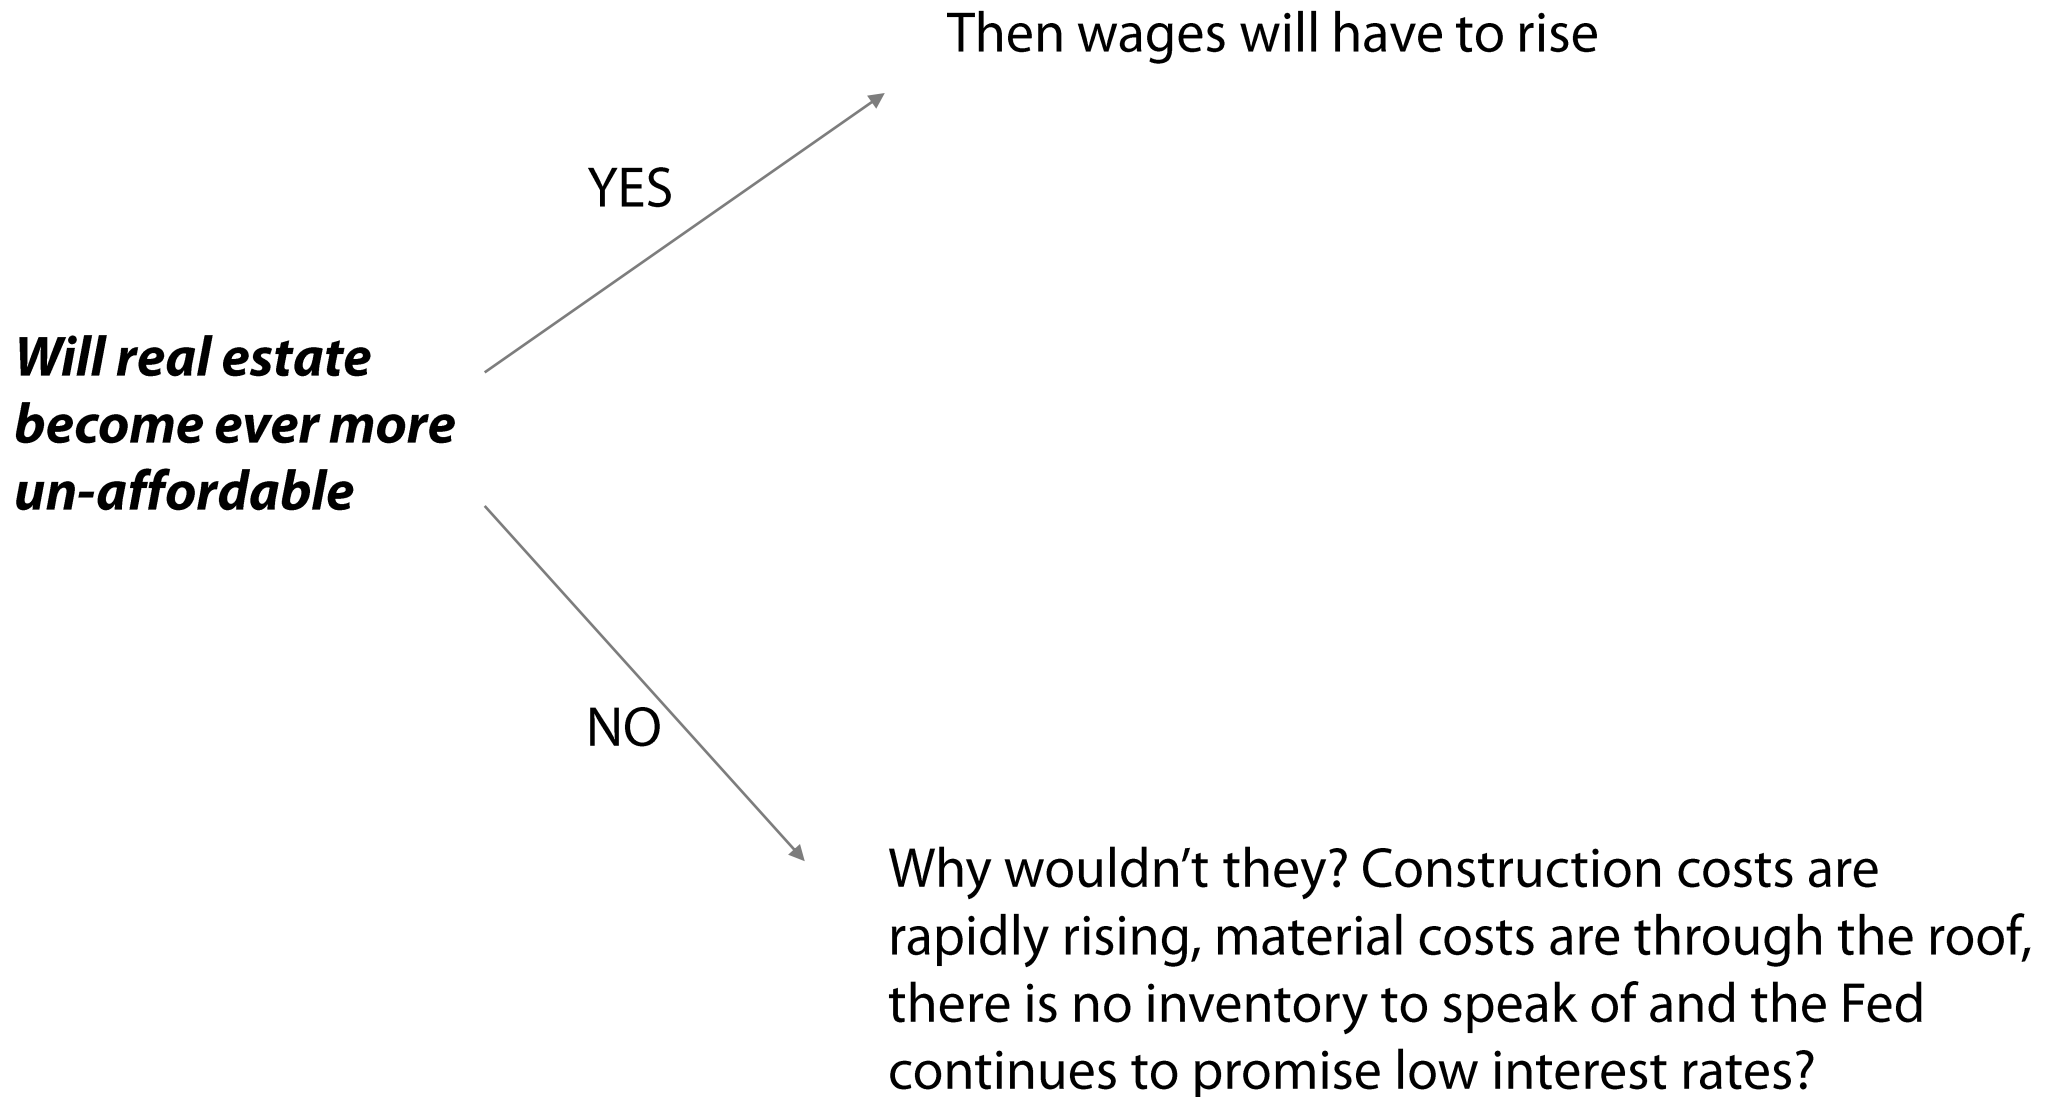 Then wages will have to rise
YES
Will real estate
become ever more
un-affordable
NO
Why wouldn’t they? Construction costs are
rapidly rising, material costs are through the roof,
there is no inventory to speak of and the Fed
continues to promise low interest rates?